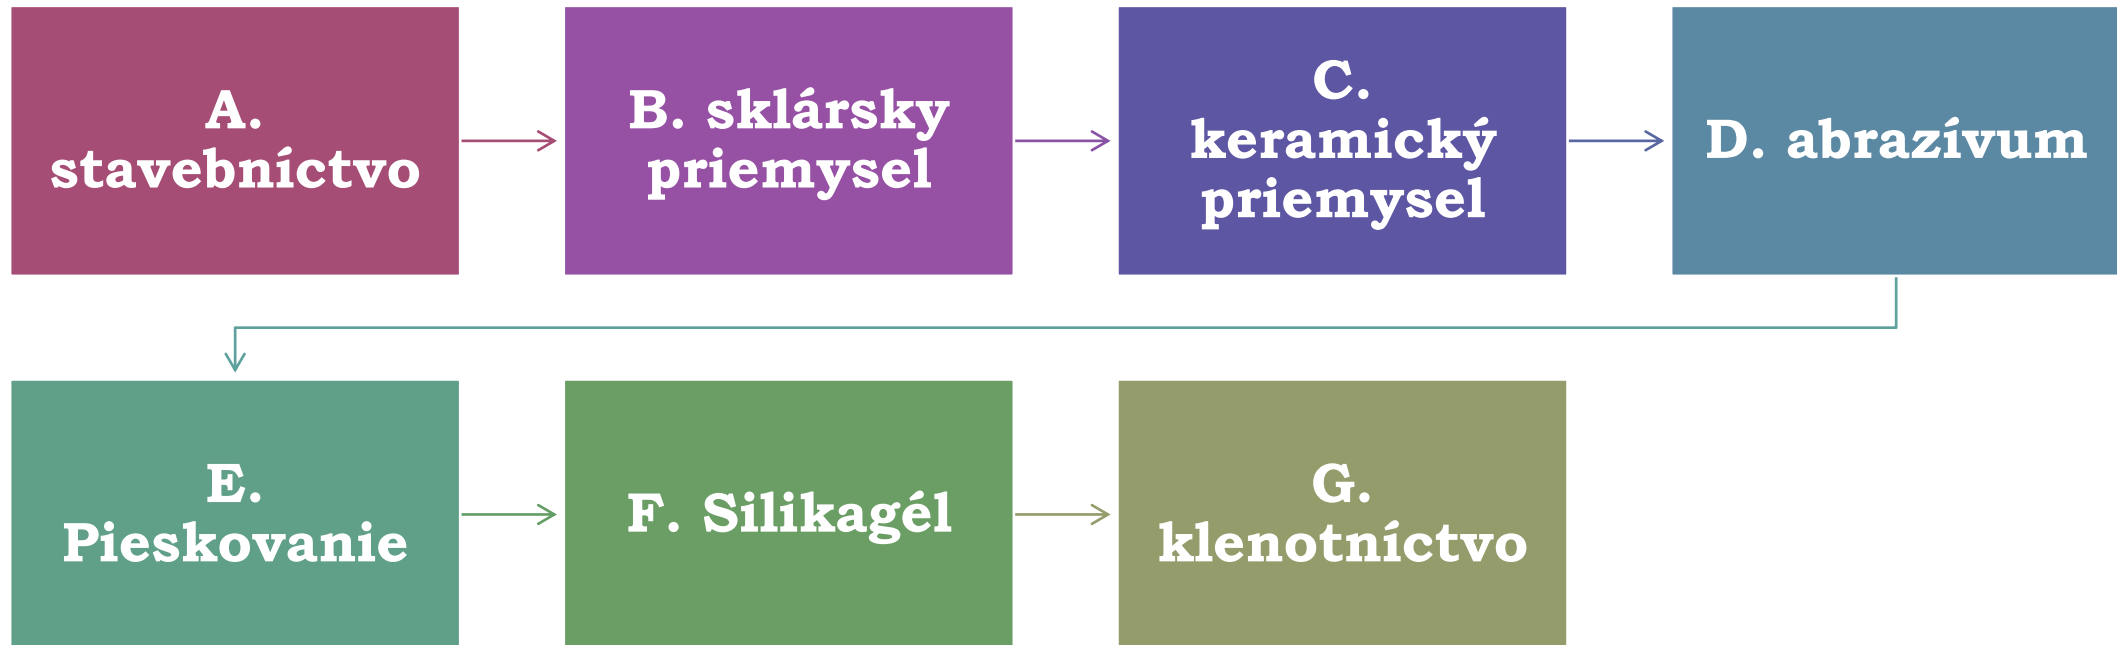 A.
stavebníctvo
B. sklársky
priemysel
C.
keramický
priemysel
D. abrazívum
E.
Pieskovanie
F. Silikagél
G.
klenotníctvo